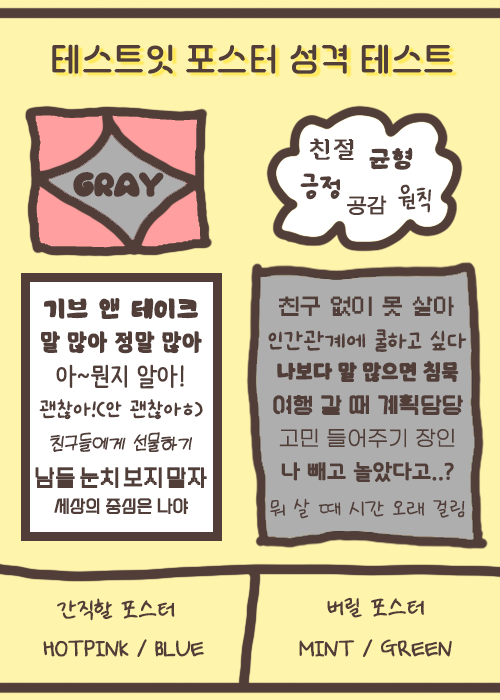 테스트잇 포스터 성격 테스트
GRAY
친절 균형
긍정 공감 원칙
기브 앤 테이크
말 많아 정말 많아
아~뭔지 알아!
괜찮아!(안 괜찮아ㅎ)
친구들에게 선물하기
남들 눈치 보지 말자
세상의 중심은 나야
친구 없이 못 살아
인간관계에 쿨하고 싶다
나보다 말 많으면 침묵
여행 갈 때 계획담당
고민 들어주기 장인
나 빼고 놀았다고..?
뭐 살 때 시간 오래 걸림
간직할 포스터
HOTPINK / BLUE
버릴 포스터
MINT / GREEN